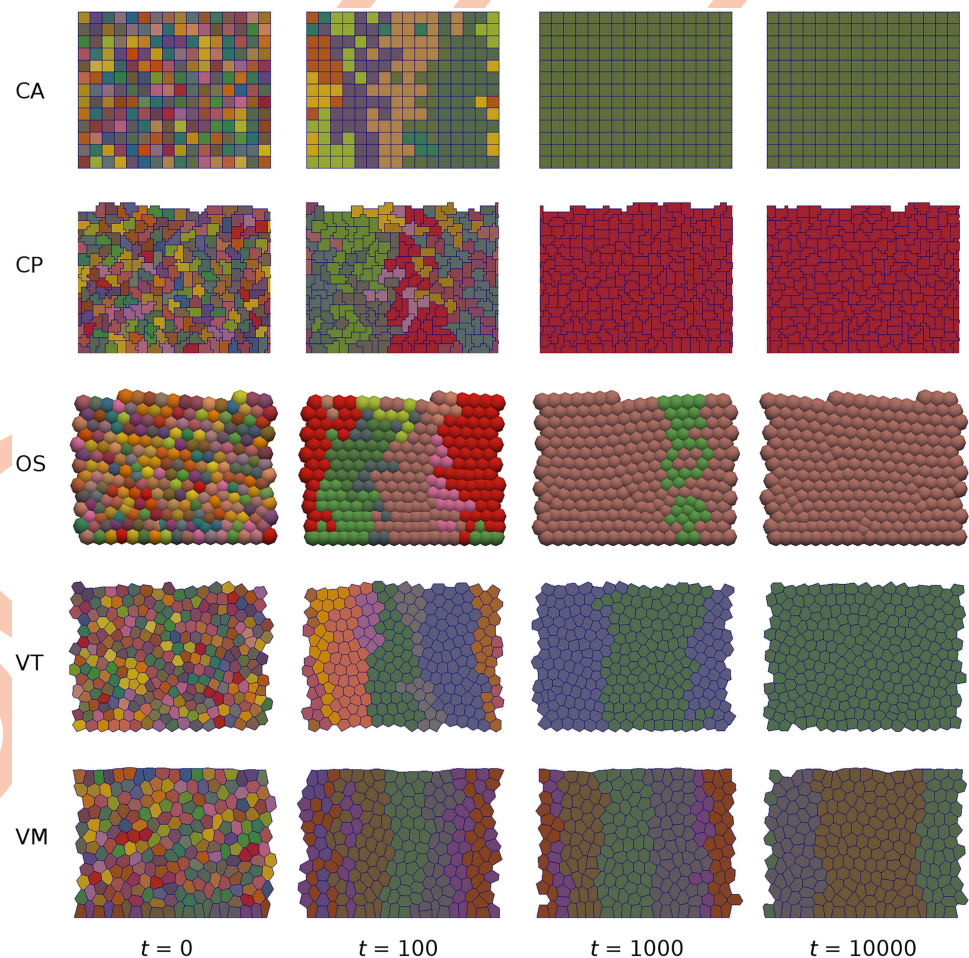 CA
CP
OS
VT
VM
t = 0
t = 100
t = 1000
t = 10000